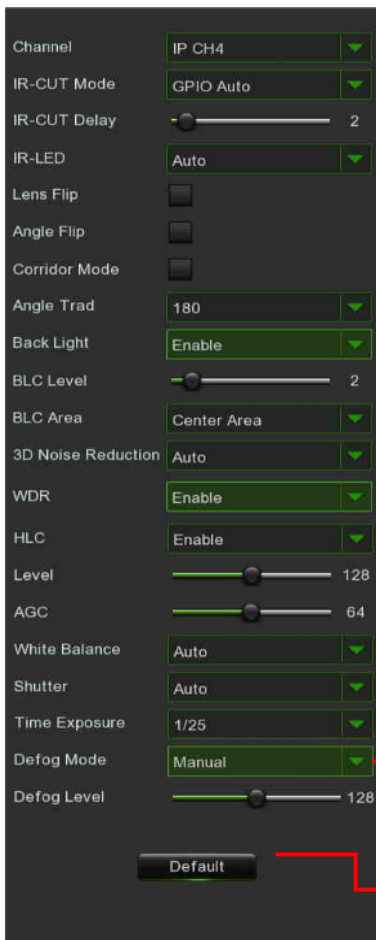 Channel IP CH4
IR-CUT Mode GPIO Auto
IR-CUT Delay 2
IR-LED Auto
Lens Flip
Angle Flip
Corridor Mode
Angle Trad 180
Back Light Enable
BLC Level 2
BLC Area Center Area
3D Noise Reduction Auto
WDR Enable
HLC Enable
Level 128
AGC 64
White Balance Auto
Shutter Auto
Time Exposure 1/25
Defog Mode Manual
Defog Level 128
Default